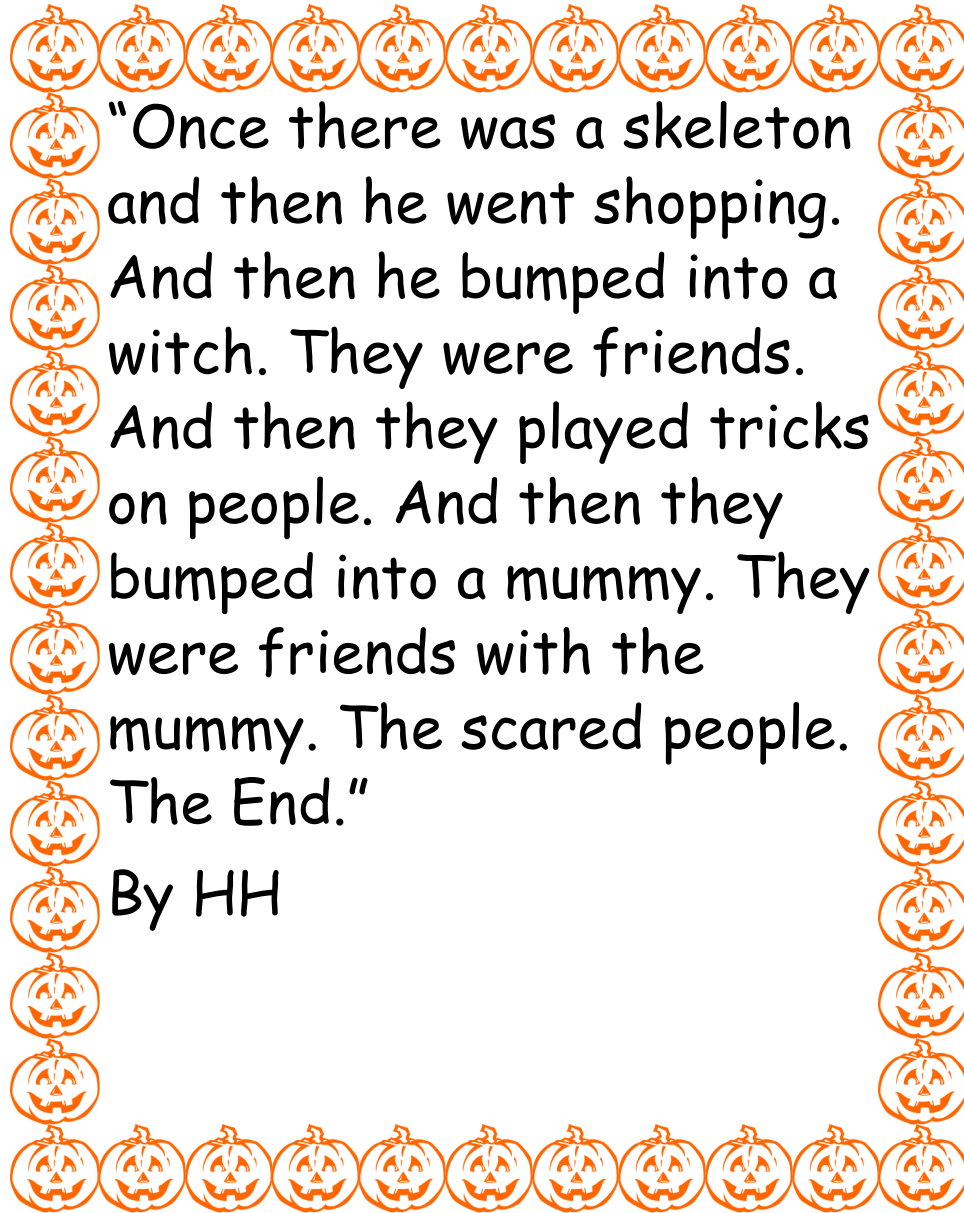 “Once there was a skeleton
and then he went shopping.
And then he bumped into a
witch. They were friends.
And then they played tricks
on people. And then they
bumped into a mummy. They
were friends with the
mummy. The scared people.
The End.”
By HH